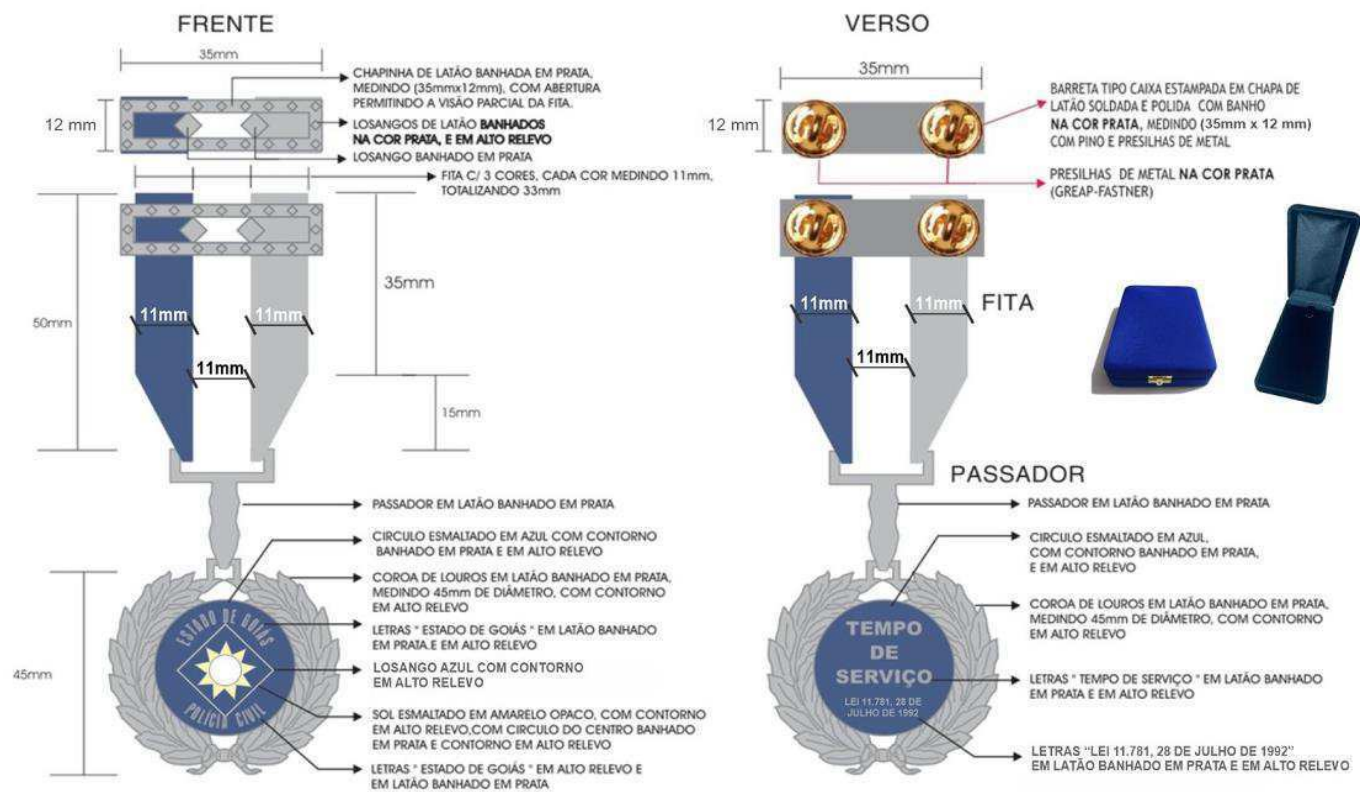 FRENTE
35mm
12 mm
CHAPINHA DE LATÃO BANHADA EM PRATA,
MEDINDO (35mmx12mm), COM ABERTURA
PERMITINDO A VISÃO PARCIAL DA FITA.
LOSANGOS DE LATÃO BANHADOS
NA COR PRATA, E EM ALTO RELEVO
LOSANGO BANHADO EM PRATA
FITA C/ 3 CORES, CADA COR MEDINDO 11mm,
TOTALIZANDO 33mm
50mm
35mm
11mm
11mm
11mm
15mm
PASSADOR EM LATÃO BANHADO EM PRATA
CIRCULO ESMALTADO EM AZUL COM CONTORNO
BANHADO EM PRATA E EM ALTO RELEVO
COROA DE LOUROS EM LATÃO BANHADO EM PRATA,
MEDINDO 45mm DE DIÂMETRO, COM CONTORNO
EM ALTO RELEVO
LETRAS " ESTADO DE GOIÁS " EM LATÃO BANHADO
EM PRATA.E EM ALTO RELEVO
LOSANGO AZUL COM CONTORNO
EM ALTO RELEVO
SOL ESMALTADO EM AMARELO OPACO, COM CONTORNO
EM ALTO RELEVO,COM CIRCULO DO CENTRO BANHADO
EM PRATA E CONTORNO EM ALTO RELEVO
LETRAS " ESTADO DE GOIÁS " EM ALTO RELEVO E
EM LATÃO BANHADO EM PRATA
45mm
ESTADO DE GOIÁS
POLÍCIA CIVIL
VERSO
35mm
12 mm
BARRETA TIPO CAIXA ESTAMPADA EM CHAPA DE
LATÃO SOLDADA E POLIDA COM BANHO
NA COR PRATA, MEDINDO (35mm x 12 mm)
COM PINO E PRESILHAS DE METAL
PRESILHAS DE METAL NA COR PRATA
(GREAP-FASTNER)
11mm
11mm
11mm
FITA
PASSADOR
PASSADOR EM LATÃO BANHADO EM PRATA
CIRCULO ESMALTADO EM AZUL,
COM CONTORNO BANHADO EM PRATA,
E EM ALTO RELEVO
COROA DE LOUROS EM LATÃO BANHADO EM PRATA,
MEDINDO 45mm DE DIÂMETRO, COM CONTORNO
EM ALTO RELEVO
LETRAS " TEMPO DE SERVIÇO " EM LATÃO BANHADO
EM PRATA E EM ALTO RELEVO
LETRAS “LEI 11.781, 28 DE JULHO DE 1992”
EM LATÃO BANHADO EM PRATA E EM ALTO RELEVO
TEMPO
DE
SERVIÇO
LEI 11.781, 28 DE
JULHO DE 1992